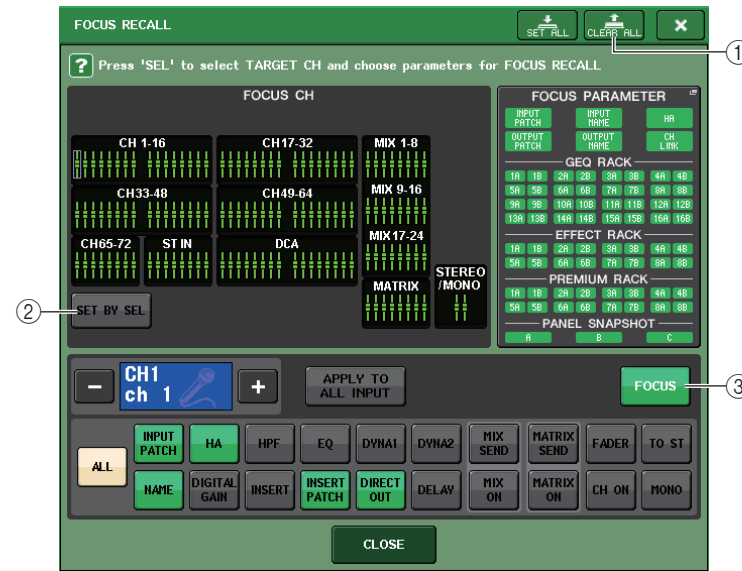 FOCUS RECALL
SET ALL
CLEAR ALL
1
? Press 'SEL' to select TARGET CH and choose parameters for FOCUS RECALL
FOCUS CH
CH 1-16
CH17-32
MIX 1-8
CH33-48
CH49-64
MIX 9-16
CH65-72
ST IN
DCA
MIX17-24
MATRIX
STEREO
/MONO
2
SET BY SEL
FOCUS PARAMETER
INPUT PATCH
INPUT NAME
HA
OUTPUT PATCH
OUTPUT NAME
CH LINK
GEQ RACK
1A 1B 2A 2B 3A 3B 4A 4B
5A 5B 6A 6B 7A 7B 8A 8B
9A 9B 10A 10B 11A 11B 12A 12B
13A 13B 14A 14B 15A 15B 16A 16B
EFFECT RACK
1A 1B 2A 2B 3A 3B 4A 4B
5A 5B 6A 6B 7A 7B 8A 8B
PREMIUM RACK
1A 1B 2A 2B 3A 3B 4A 4B
5A 5B 6A 6B 7A 7B 8A 8B
PANEL SNAPSHOT
A B C
CH1
ch 1
APPLY TO
ALL INPUT
FOCUS
3
ALL
INPUT PATCH
HA
HPF
EQ
DYNA1
DYNA2
MIX SEND
MATRIX SEND
FADER
TO ST
NAME
DIGITAL GAIN
INSERT
INSERT PATCH
DIRECT OUT
DELAY
MIX ON
MATRIX ON
CH ON
MONO
CLOSE